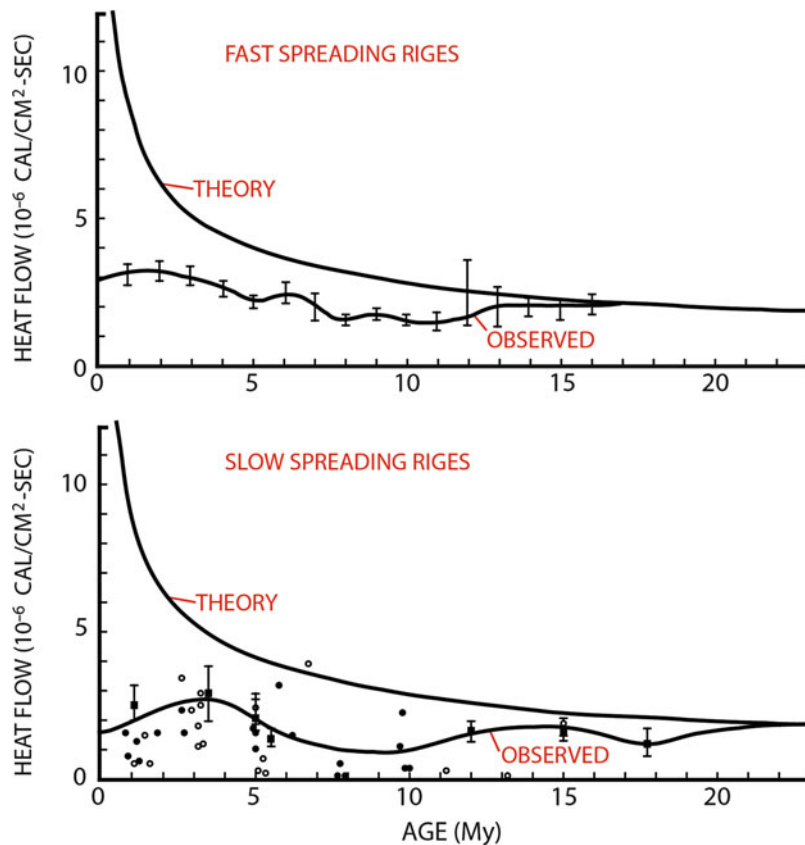 HEAT FLOW (10⁻⁶ CAL/CM²-SEC)
10
5
0
FAST SPREADING RIGES
THEORY
OBSERVED
0 5 10 15 20
HEAT FLOW (10⁻⁶ CAL/CM²-SEC)
10
5
0
SLOW SPREADING RIGES
THEORY
OBSERVED
0 5 10 15 20
AGE (My)